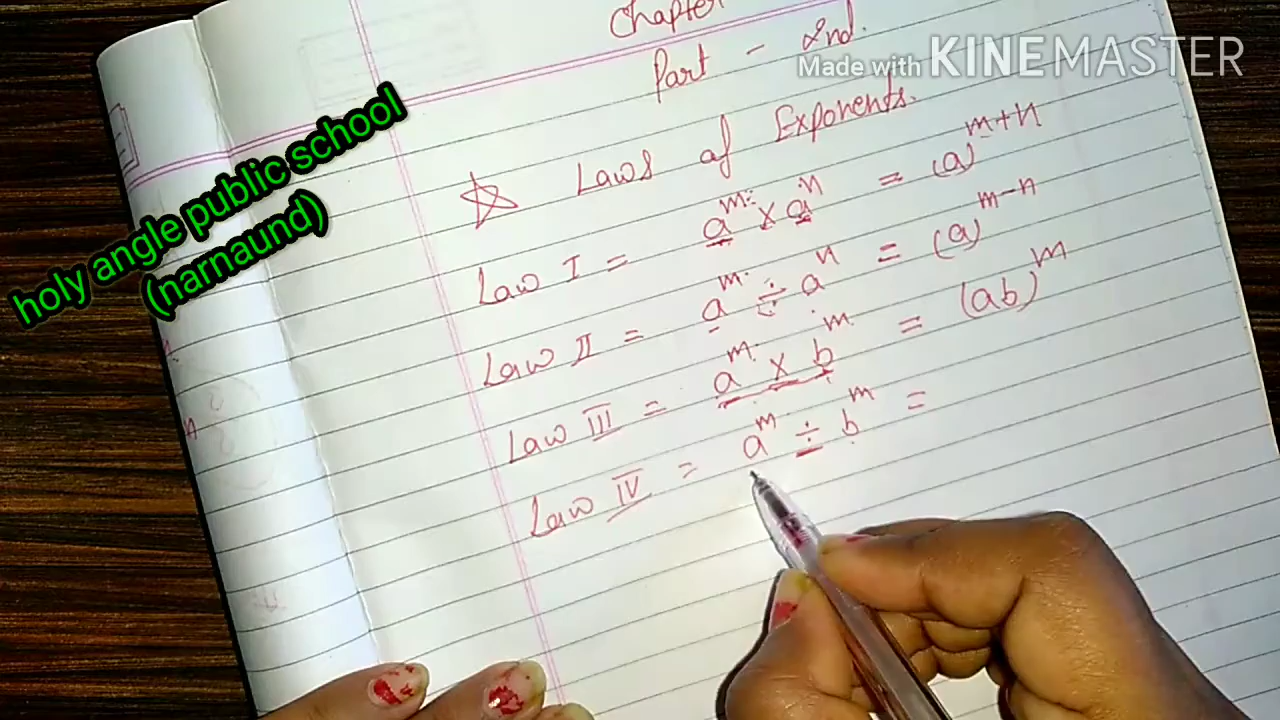 Chapter
Part - 2nd.
Made with KINEMASTER
☆ Laws of Exponents.
Law I = a^m × a^n = (a)^m+n
Law II = a^m ÷ a^n = (a)^m-n
Law III = a^m × b^m = (ab)^m
Law IV = a^m ÷ b^m =
holy angle public school
(narnaund)